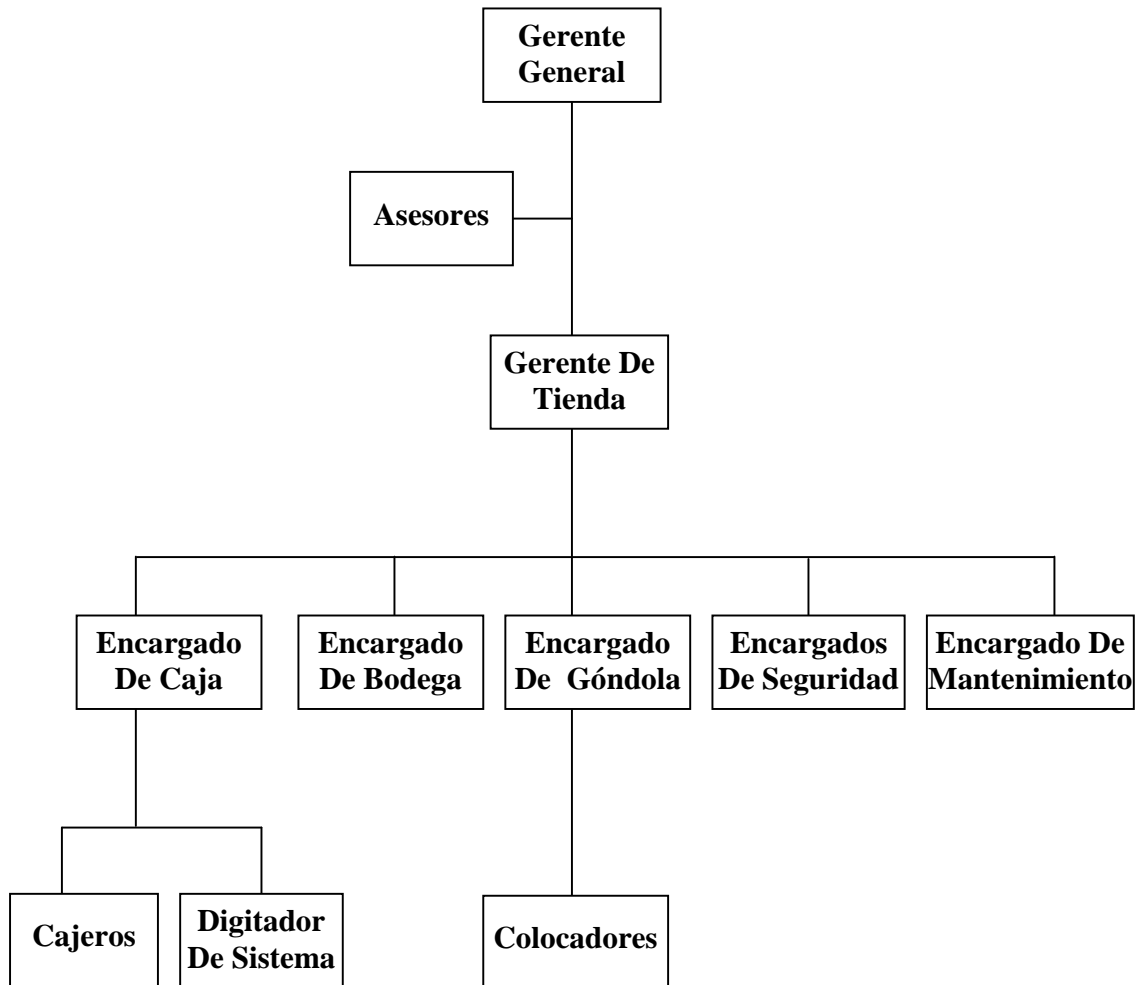 Gerente
General
Asesores
Gerente De
Tienda
Encargado
De Caja
Encargado
De Bodega
Encargado
De Góndola
Encargados
De Seguridad
Encargado De
Mantenimiento
Cajeros
Digitador
De Sistema
Colocadores